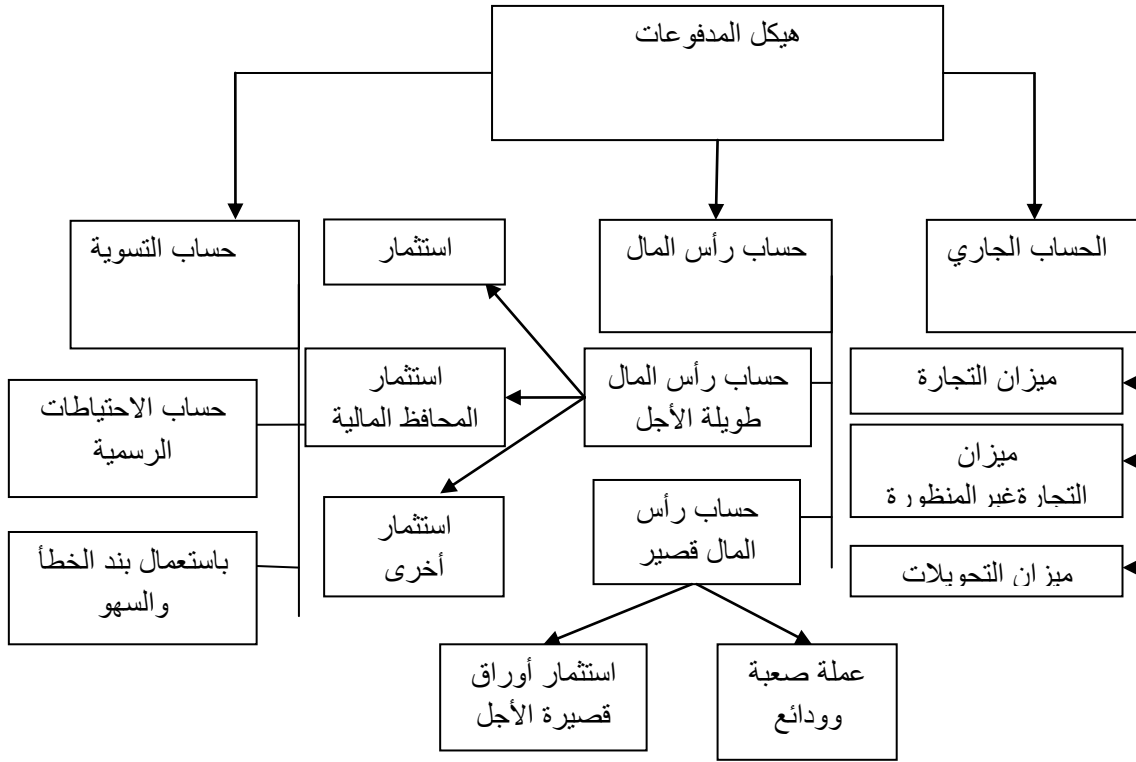 هيكل المدفوعات
الحساب الجاري
حساب رأس المال
استثمار
حساب التسوية
ميزان التجارة
حساب رأس المال
طويلة الأجل
استثمار
المحافظ المالية
حساب الاحتياطات
الرسمية
ميزان
التجارةغير المنظورة
حساب رأس
المال قصير
استثمار
أخرى
باستعمال بند الخطأ
والسهو
ميزان التحويلات
عملة صعبة
وودائع
استثمار أوراق
قصيرة الأجل